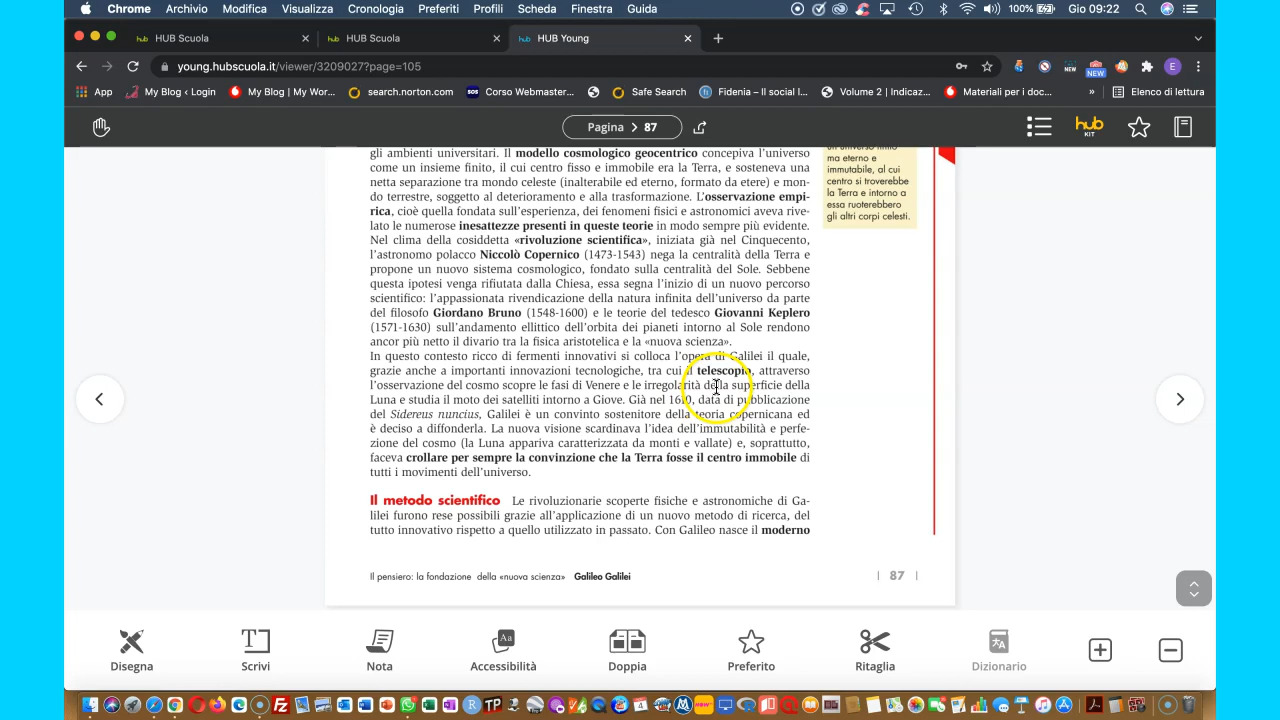 Chrome Archivio Modifica Visualizza Cronologia Preferiti Profili Scheda Finestra Guida 100% Gio 09:22
HUB Scuola HUB Scuola HUB Young
young.hubscuola.it/viewer/3209027?page=105 NEW NEW E
App My Blog ‹ Login My Blog | My Wor... search.norton.com SOS Corso Webmaster... Safe Search Fidenia – Il social l... Volume 2 | Indicaz... Materiali per i doc... » Elenco di lettura
Pagina > 87 hub KIT
gli ambienti universitari. Il modello cosmologico geocentrico concepiva l'universo
come un insieme finito, il cui centro fisso e immobile era la Terra, e sosteneva una
netta separazione tra mondo celeste (inalterabile ed eterno, formato da etere) e mon-
do terrestre, soggetto al deterioramento e alla trasformazione. L'osservazione empi-
rica, cioè quella fondata sull'esperienza, dei fenomeni fisici e astronomici aveva rive-
lato le numerose inesattezze presenti in queste teorie in modo sempre più evidente.
Nel clima della cosiddetta «rivoluzione scientifica», iniziata già nel Cinquecento,
l'astronomo polacco Niccolò Copernico (1473-1543) nega la centralità della Terra e
propone un nuovo sistema cosmologico, fondato sulla centralità del Sole. Sebbene
questa ipotesi venga rifiutata dalla Chiesa, essa segna l'inizio di un nuovo percorso
scientifico: l'appassionata rivendicazione della natura infinita dell'universo da parte
del filosofo Giordano Bruno (1548-1600) e le teorie del tedesco Giovanni Keplero
(1571-1630) sull'andamento ellittico dell'orbita dei pianeti intorno al Sole rendono
ancor più netto il divario tra la fisica aristotelica e la «nuova scienza».
In questo contesto ricco di fermenti innovativi si colloca l'opera di Galilei il quale,
grazie anche a importanti innovazioni tecnologiche, tra cui il telescopio, attraverso
l'osservazione del cosmo scopre le fasi di Venere e le irregolarità della superficie della
Luna e studia il moto dei satelliti intorno a Giove. Già nel 1610, data di pubblicazione
del Sidereus nuncius, Galilei è un convinto sostenitore della teoria copernicana ed
è deciso a diffonderla. La nuova visione scardinava l'idea dell'immutabilità e perfe-
zione del cosmo (la Luna appariva caratterizzata da monti e vallate) e, soprattutto,
faceva crollare per sempre la convinzione che la Terra fosse il centro immobile di
tutti i movimenti dell'universo.
Il metodo scientifico Le rivoluzionarie scoperte fisiche e astronomiche di Ga-
lilei furono rese possibili grazie all'applicazione di un nuovo metodo di ricerca, del
tutto innovativo rispetto a quello utilizzato in passato. Con Galileo nasce il moderno
un universo finito
ma eterno e
immutabile, al cui
centro si troverebbe
la Terra e intorno a
essa ruoterebbero
gli altri corpi celesti.
Il pensiero: la fondazione della «nuova scienza» Galileo Galilei | 87 |
Disegna Scrivi Nota Accessibilità Doppia Preferito Ritaglia Dizionario